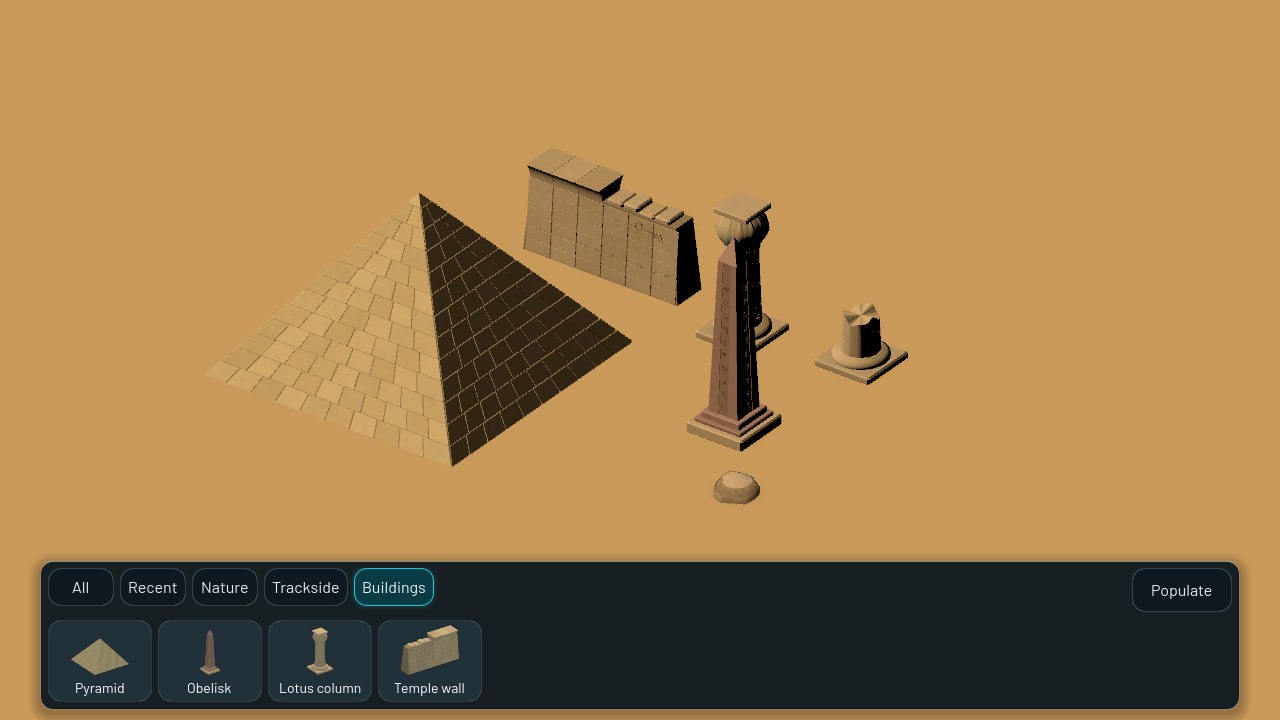 All
Recent
Nature
Trackside
Buildings
Populate
Pyramid
Obelisk
Lotus column
Temple wall